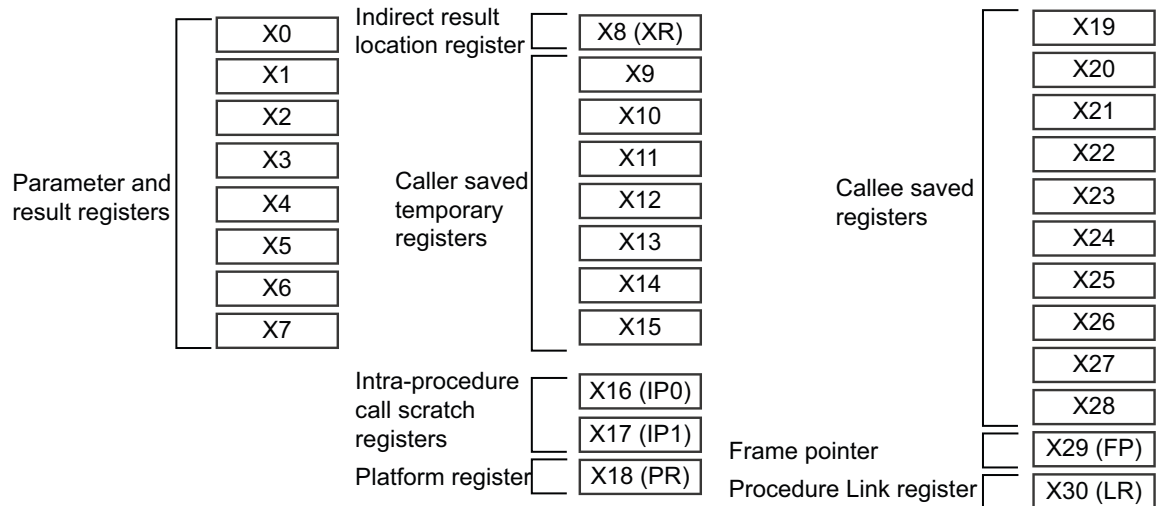 Parameter and
result registers
X0
X1
X2
X3
X4
X5
X6
X7
Indirect result
location register
X8 (XR)
Caller saved
temporary
registers
X9
X10
X11
X12
X13
X14
X15
Intra-procedure
call scratch
registers
X16 (IP0)
X17 (IP1)
Platform register
X18 (PR)
Callee saved
registers
X19
X20
X21
X22
X23
X24
X25
X26
X27
X28
Frame pointer
X29 (FP)
Procedure Link register
X30 (LR)